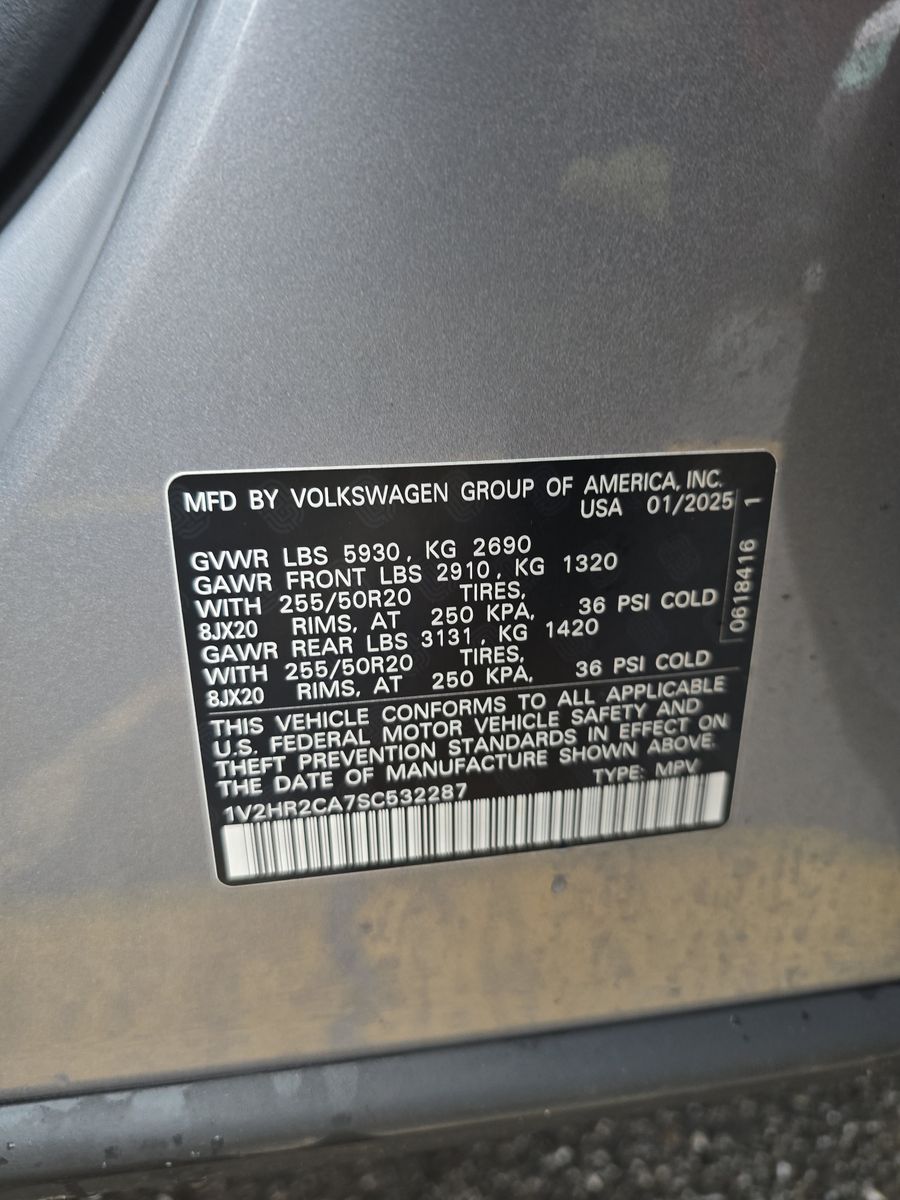 MFD BY VOLKSWAGEN GROUP OF AMERICA, INC.
USA 01/2025
GVWR LBS 5930, KG 2690
GAWR FRONT LBS 2910, KG 1320
WITH 255/50R20 TIRES,
8JX20 RIMS, AT 250 KPA, 36 PSI COLD
GAWR REAR LBS 3131, KG 1420
WITH 255/50R20 TIRES,
8JX20 RIMS, AT 250 KPA, 36 PSI COLD
THIS VEHICLE CONFORMS TO ALL APPLICABLE
U.S. FEDERAL MOTOR VEHICLE SAFETY AND
THEFT PREVENTION STANDARDS IN EFFECT ON
THE DATE OF MANUFACTURE SHOWN ABOVE.
1V2HR2CA7SC532287 TYPE: MPV
0618416 1